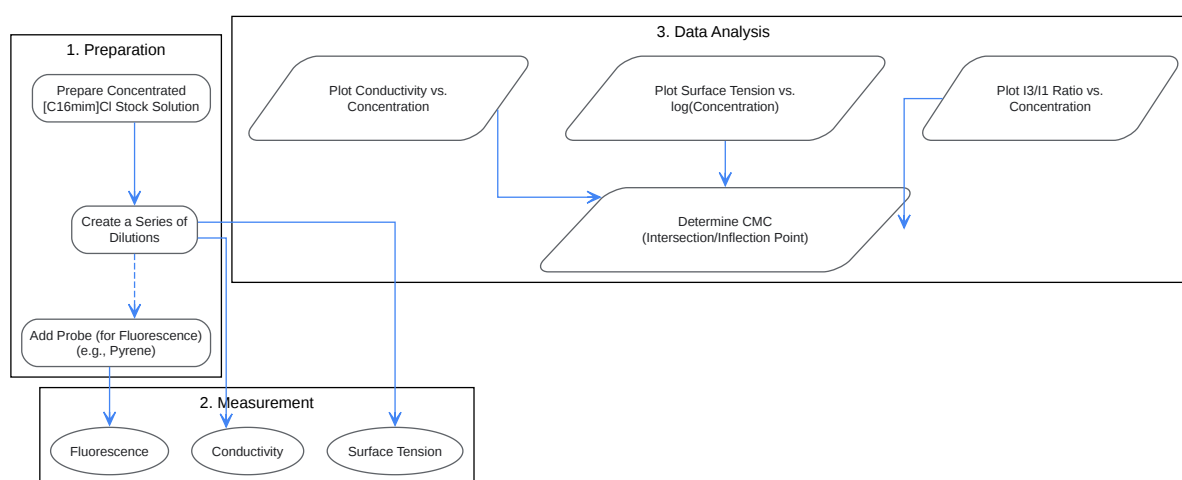 1. Preparation
Prepare Concentrated
[C16mim]Cl Stock Solution
Create a Series of
Dilutions
Add Probe (for Fluorescence)
(e.g., Pyrene)
2. Measurement
Fluorescence
Conductivity
Surface Tension
3. Data Analysis
Plot Conductivity vs.
Concentration
Plot Surface Tension vs.
log(Concentration)
Plot I3/I1 Ratio vs.
Concentration
Determine CMC
(Intersection/Inflection Point)